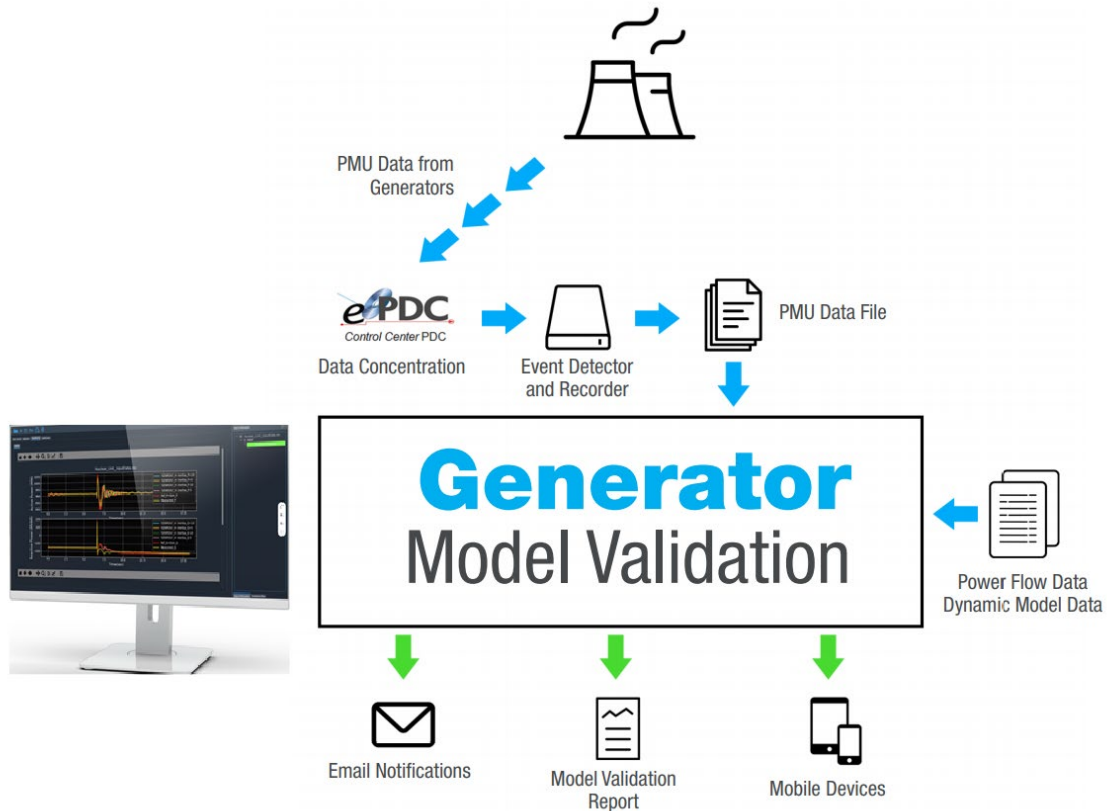 PMU Data from
Generators
ePDC
Control Center PDC
Data Concentration
Event Detector
and Recorder
PMU Data File
Generator
Model Validation
Power Flow Data
Dynamic Model Data
Email Notifications
Model Validation
Report
Mobile Devices